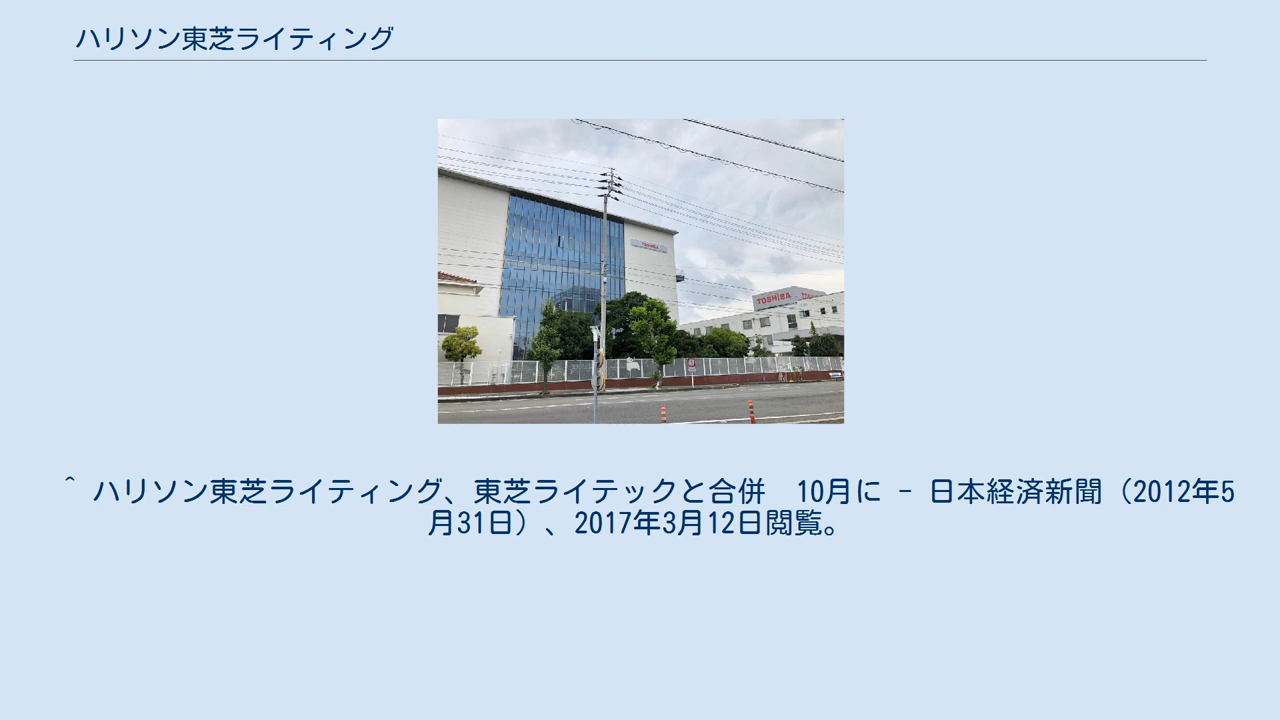 ハリソン東芝ライティング
TOSHIBA
TOSHIBA
^ ハリソン東芝ライティング、東芝ライテックと合併　10月に - 日本経済新聞（2012年5
月31日）、2017年3月12日閲覧。